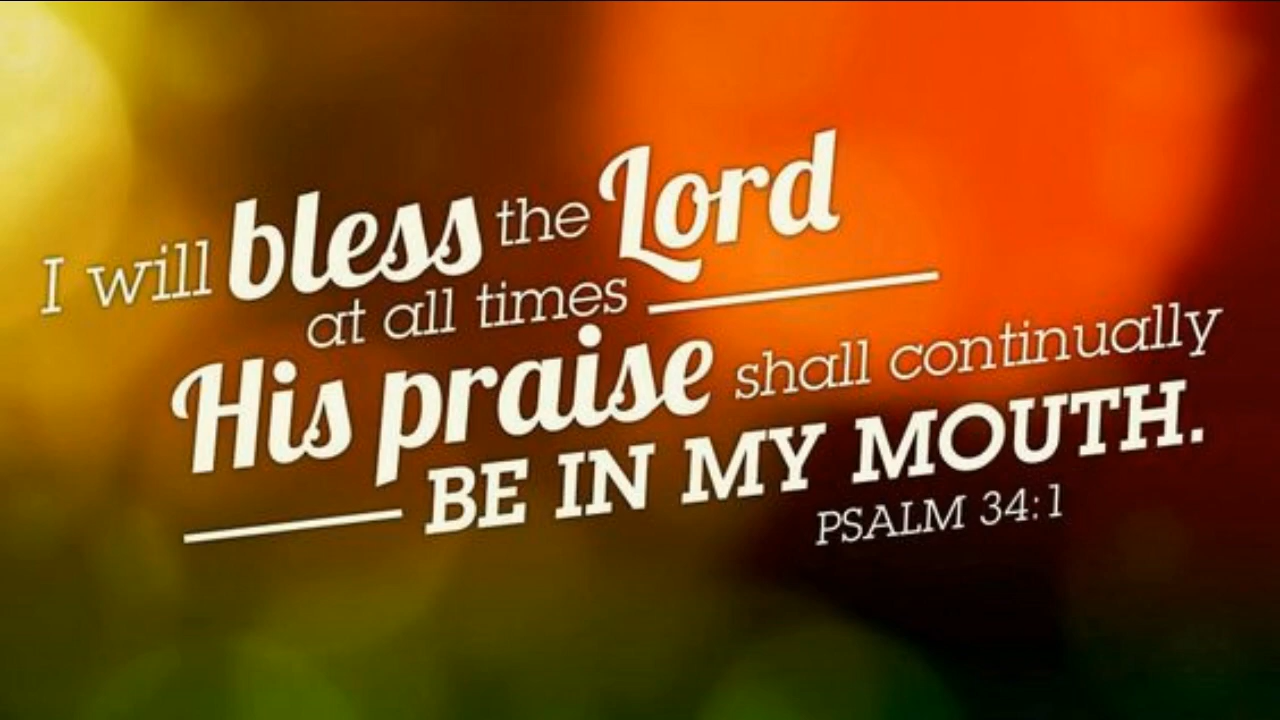 I will bless the Lord
at all times
His praise shall continually
BE IN MY MOUTH.
PSALM 34:1